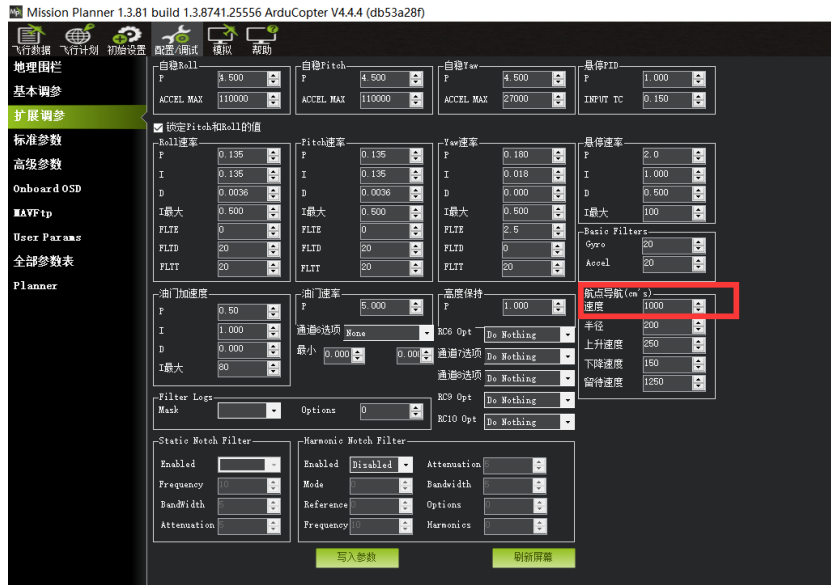 Mission Planner 1.3.81 build 1.3.8741.25556 ArduCopter V4.4.4 (db53a28f)
飞行数据 飞行计划 初始设置 配置/调试 模拟 帮助
地理围栏
基本调参
扩展调参
标准参数
高级参数
Onboard OSD
MAVFtp
User Params
全部参数表
Planner
自稳Roll
P 4.500
ACCEL MAX 110000
自稳Pitch
P 4.500
ACCEL MAX 110000
自稳Yaw
P 4.500
ACCEL MAX 27000
悬停PID
P 1.000
INPUT TC 0.150
锁定Pitch和Roll的值
Roll速率
P 0.135
I 0.135
D 0.0036
I最大 0.500
FLTE 0
FLTD 20
FLTT 20
Pitch速率
P 0.135
I 0.135
D 0.0036
I最大 0.500
FLTE 0
FLTD 20
FLTT 20
Yaw速率
P 0.180
I 0.018
D 0.000
I最大 0.500
FLTE 2.5
FLTD 0
FLTT 20
悬停速率
P 2.0
I 1.000
D 0.500
I最大 100
Basic Filters
Gyro 20
Accel 20
油门加速度
P 0.50
I 1.000
D 0.000
I最大 80
油门速率
P 5.000
通道6选项 None
最小 0.000 0.00
高度保持
P 1.000
RC6 Opt Do Nothing
通道7选项 Do Nothing
通道8选项 Do Nothing
RC9 Opt Do Nothing
RC10 Opt Do Nothing
航点导航(cm's)
速度 1000
半径 200
上升速度 250
下降速度 150
留待速度 1250
Filter Logs
Mask Options 0
Static Notch Filter
Enabled
Frequency 10
BandWidth 5
Attenuation 5
Harmonic Notch Filter
Enabled Disabled Attenuation 5
Mode 0 Bandwidth 5
Reference 0 Options 0
Frequency 10 Harmonics 0
写入参数 刷新屏幕